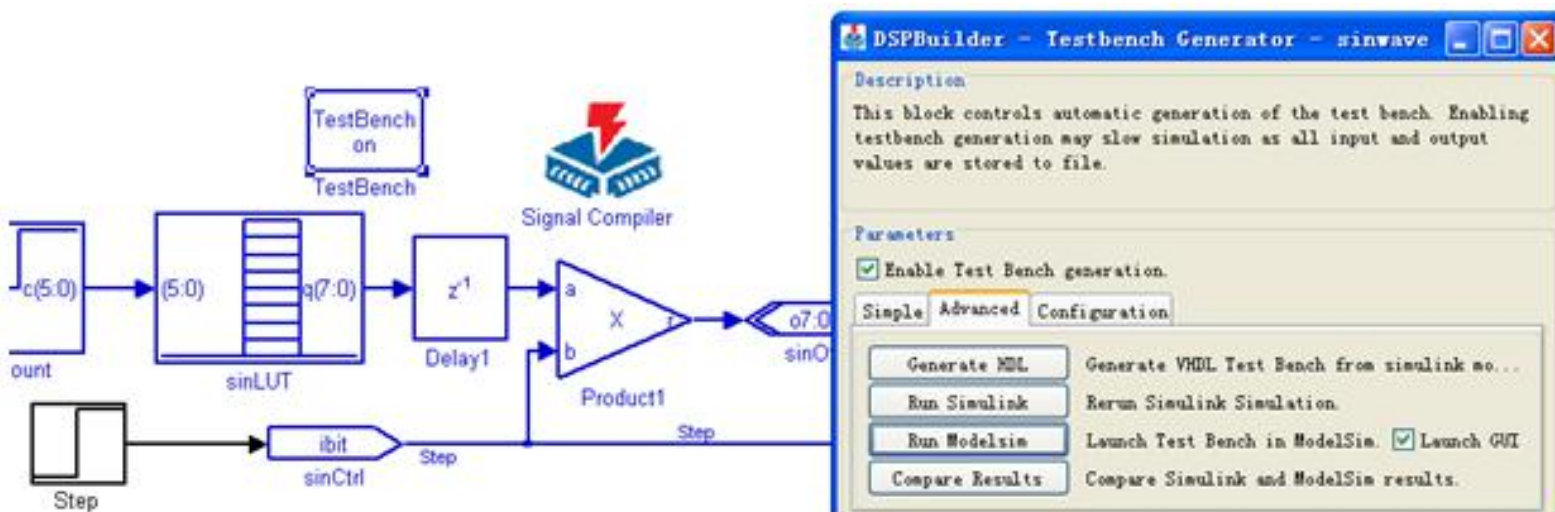 TestBench
on
TestBench
Signal Compiler
c(5:0)
ount
(5:0)
q(7:0)
sinLUT
z-1
Delay1
a
b
X
r
Product1
o7:0
sinO
Step
ibit
sinCtrl
Step
Step
DSPBuilder - Testbench Generator - sinwave
Description
This block controls automatic generation of the test bench. Enabling
testbench generation may slow simulation as all input and output
values are stored to file.
Parameters
Enable Test Bench generation.
Simple Advanced Configuration
Generate HDL Generate VHDL Test Bench from simulink mo...
Run Simulink Rerun Simulink Simulation.
Run Modelsim Launch Test Bench in ModelSim. Launch GUI
Compare Results Compare Simulink and ModelSim results.